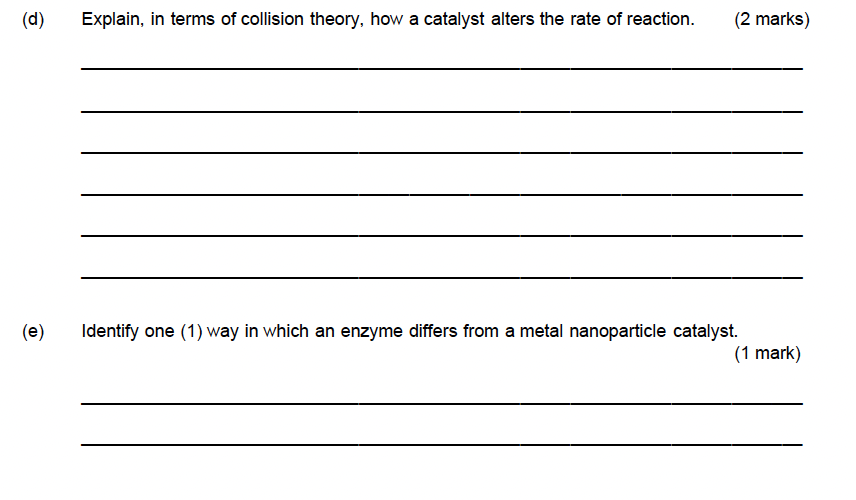 (d) Explain, in terms of collision theory, how a catalyst alters the rate of reaction. (2 marks)
(e) Identify one (1) way in which an enzyme differs from a metal nanoparticle catalyst.
(1 mark)